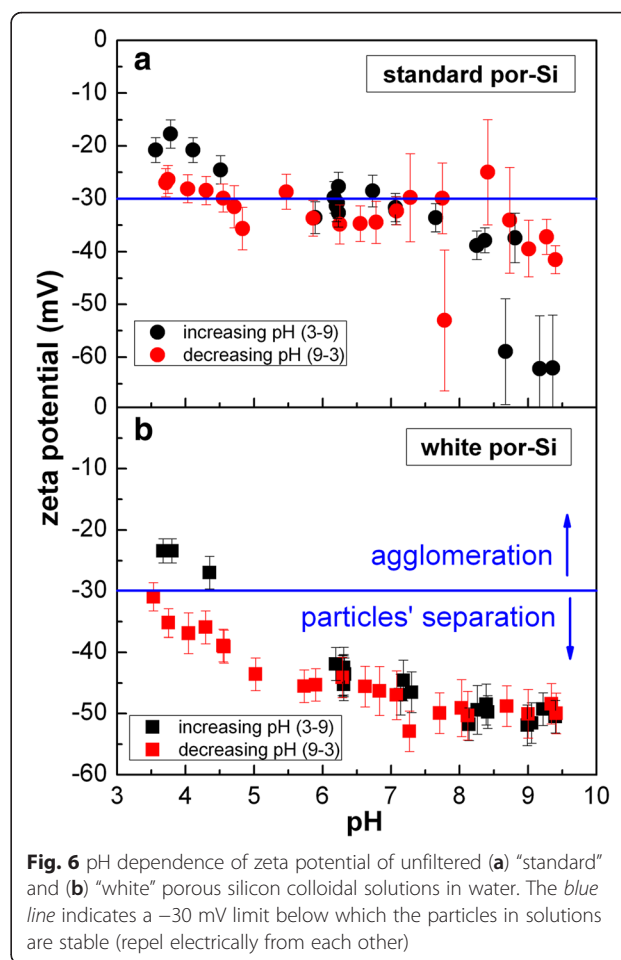 0
a
standard por-Si
-10
-20
-30
-40
-50
-60
increasing pH (3-9)
decreasing pH (9-3)
zeta potential (mV)
0
b
white por-Si
-10
-20
agglomeration
-30
particles' separation
-40
-50
-60
increasing pH (3-9)
decreasing pH (9-3)
3 4 5 6 7 8 9 10
pH
Fig. 6 pH dependence of zeta potential of unfiltered (a) “standard”
and (b) “white” porous silicon colloidal solutions in water. The blue
line indicates a −30 mV limit below which the particles in solutions
are stable (repel electrically from each other)